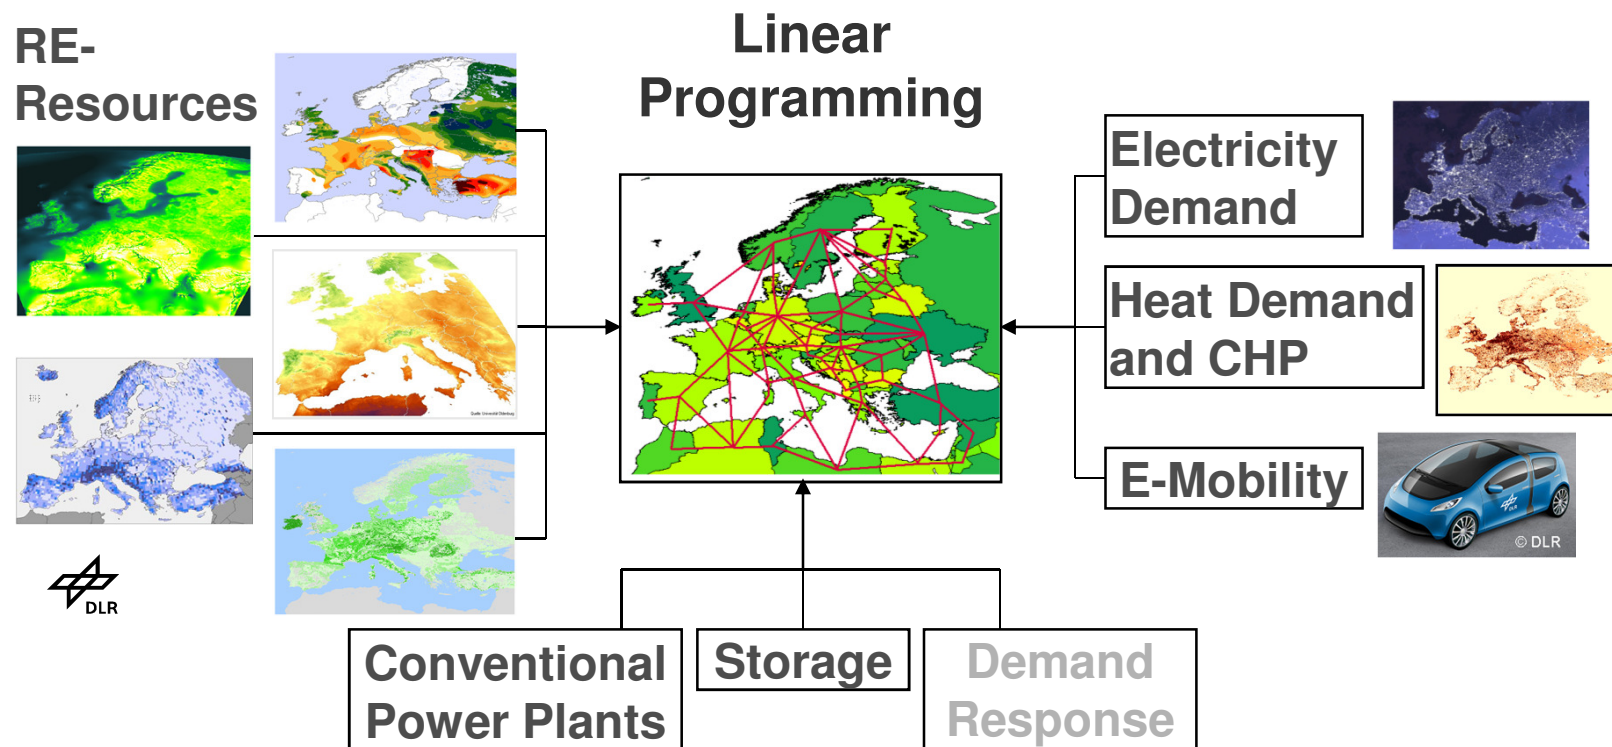 RE-
Resources
Linear
Programming
Electricity
Demand
Heat Demand
and CHP
E-Mobility
© DLR
DLR
DLR
Conventional
Power Plants
Storage
Demand
Response